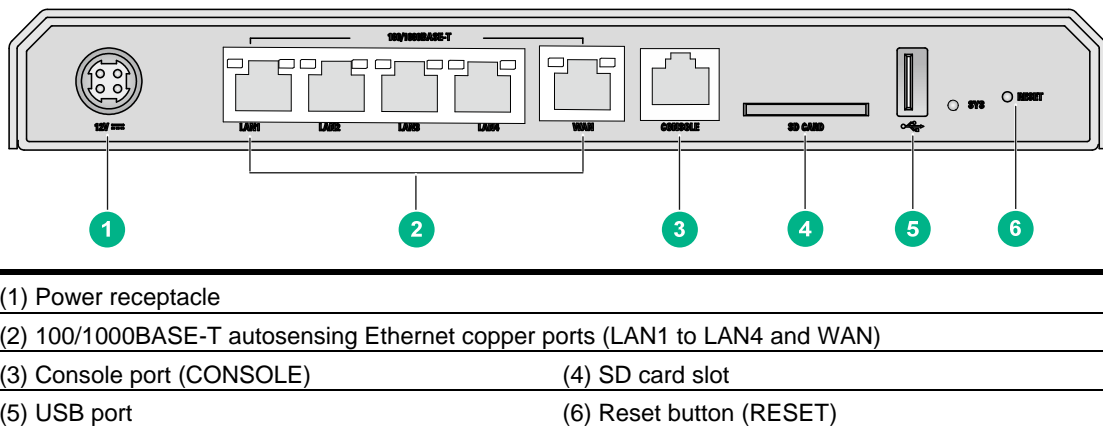 100/1000BASE-T
12V
LAN1 LAN2 LAN3 LAN4 WAN CONSOLE SD CARD SYS RESET
1 2 3 4 5 6
(1) Power receptacle
(2) 100/1000BASE-T autosensing Ethernet copper ports (LAN1 to LAN4 and WAN)
(3) Console port (CONSOLE) (4) SD card slot
(5) USB port (6) Reset button (RESET)